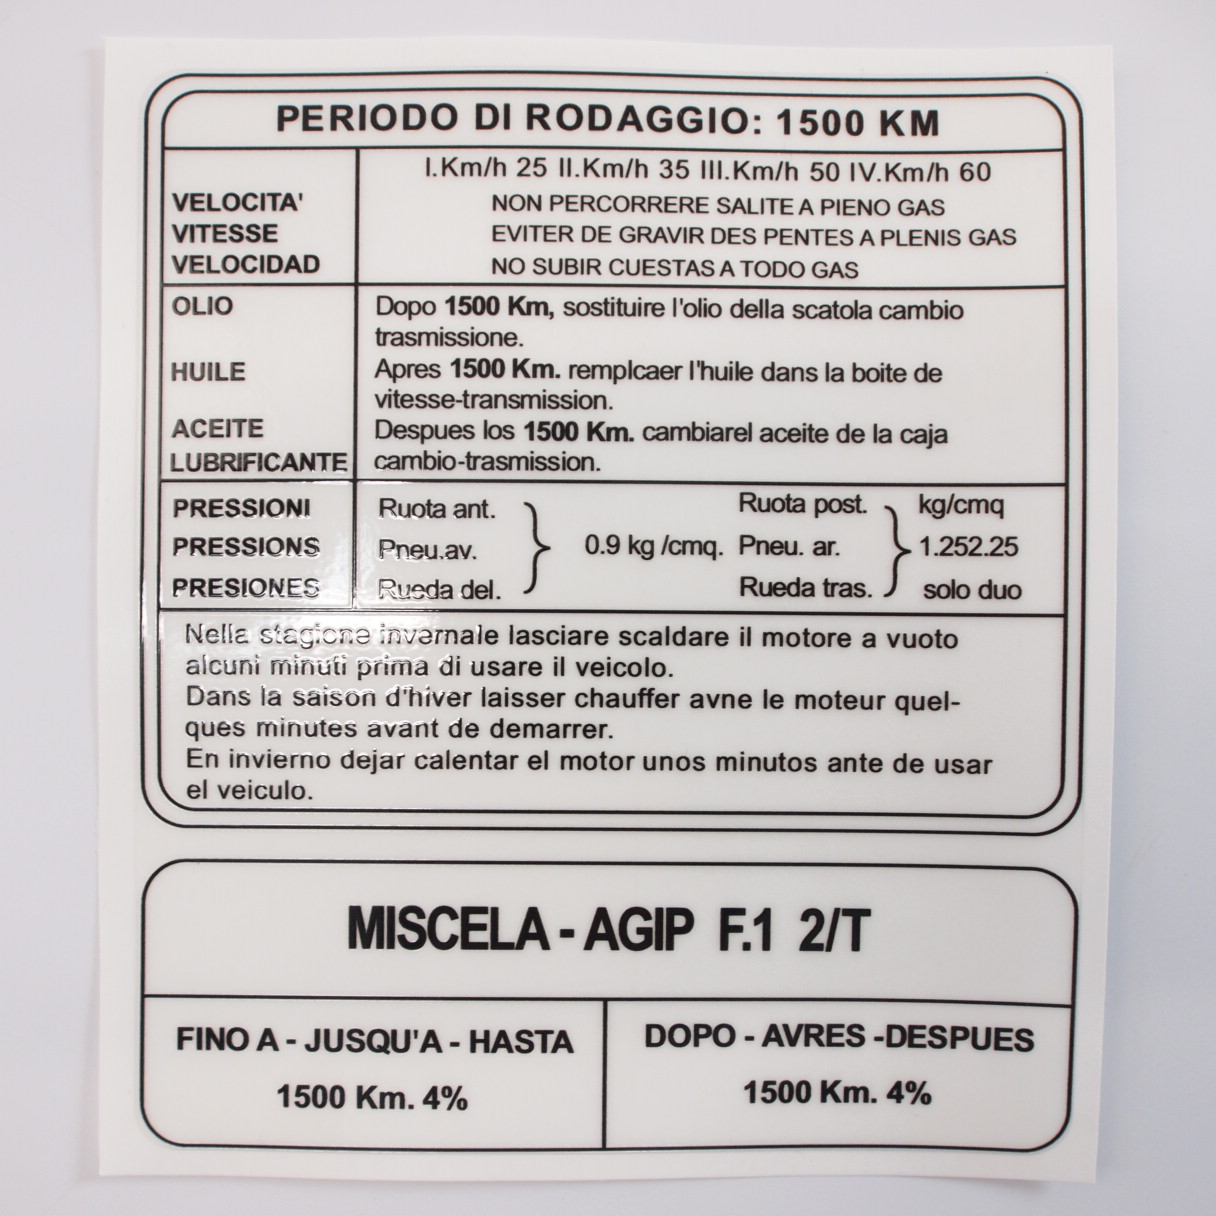 PERIODO DI RODAGGIO: 1500 KM
I.Km/h 25 II.Km/h 35 III.Km/h 50 IV.Km/h 60
VELOCITA' NON PERCORRERE SALITE A PIENO GAS
VITESSE EVITER DE GRAVIR DES PENTES A PLENIS GAS
VELOCIDAD NO SUBIR CUESTAS A TODO GAS
OLIO Dopo 1500 Km, sostituire l'olio della scatola cambio
trasmissione.
HUILE Apres 1500 Km. remplcaer l'huile dans la boite de
vitesse-transmission.
ACEITE Despues los 1500 Km. cambiarel aceite de la caja
LUBRIFICANTE cambio-trasmission.
PRESSIONI Ruota ant. Ruota post. kg/cmq
PRESSIONS Pneu.av. } 0.9 kg /cmq. Pneu. ar. } 1.252.25
PRESIONES Rueda del. Rueda tras. solo duo
Nella stagione invernale lasciare scaldare il motore a vuoto
alcuni minuti prima di usare il veicolo.
Dans la saison d'hiver laisser chauffer avne le moteur quel-
ques minutes avant de demarrer.
En invierno dejar calentar el motor unos minutos ante de usar
el veiculo.
MISCELA - AGIP F.1 2/T
FINO A - JUSQU'A - HASTA
1500 Km. 4%
DOPO - AVRES -DESPUES
1500 Km. 4%